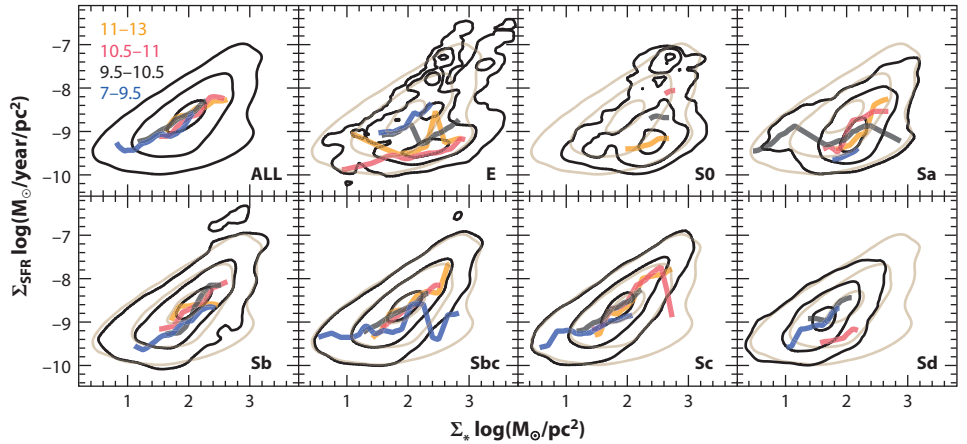 11–13
10.5–11
9.5–10.5
7–9.5
−7
−8
−9
−10
ALL
E
S0
Sa
−7
−8
−9
−10
Sb
Sbc
Sc
Sd
1 2 3
1 2 3
1 2 3
1 2 3
Σ_SFR log(M⊙/year/pc²)
Σ_* log(M⊙/pc²)